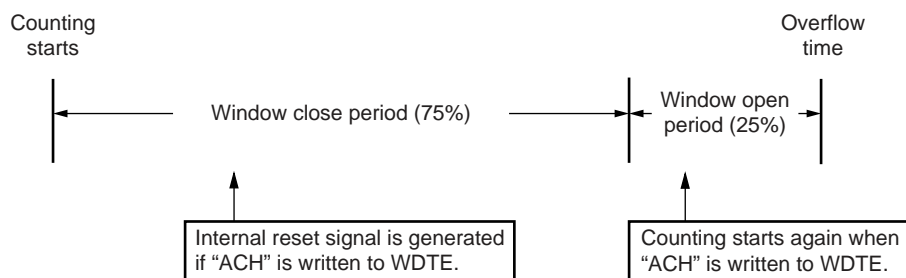 Counting
starts
Overflow
time
Window close period (75%)
Window open
period (25%)
Internal reset signal is generated
if “ACH” is written to WDTE.
Counting starts again when
“ACH” is written to WDTE.